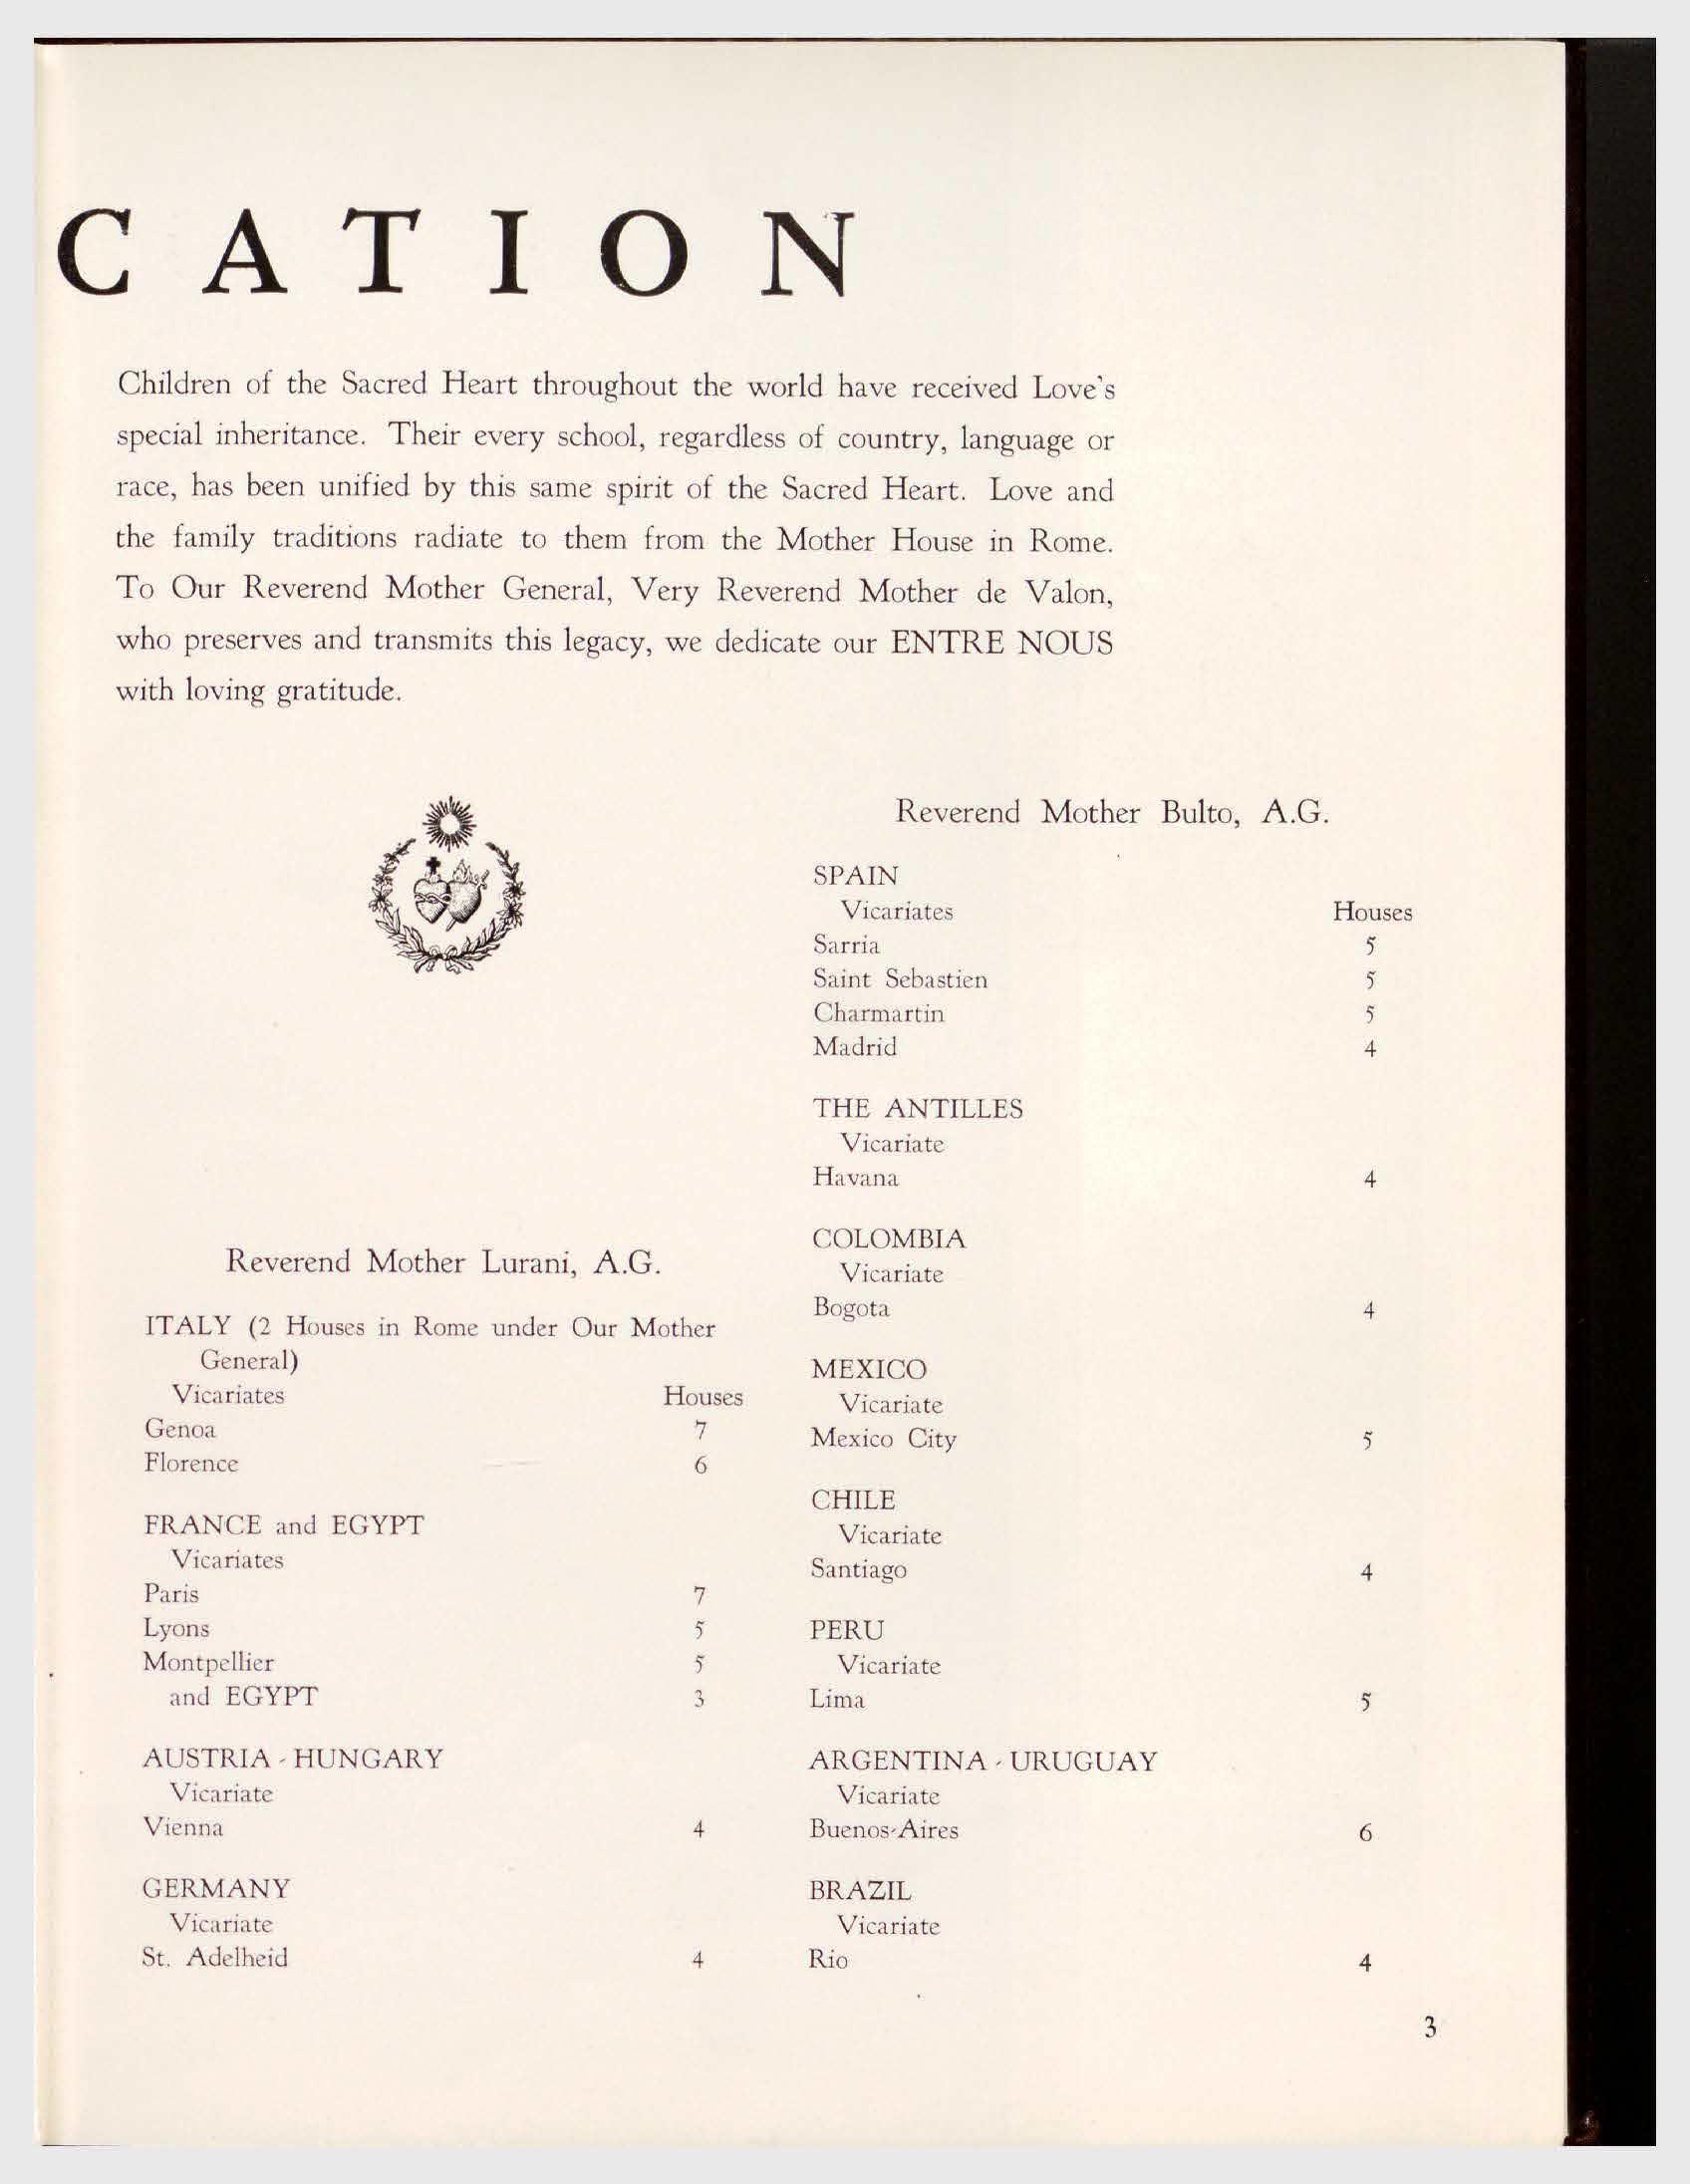 CATION
Children of the Sacred Heart throughout the world have received Love's
special inheritance. Their every school, regardless of country, language or
race, has been unified by this same spirit of the Sacred Heart. Love and
the family traditions radiate to them from the Mother House in Rome.
To Our Reverend Mother General, Very Reverend Mother de Valon,
who preserves and transmits this legacy, we dedicate our ENTRE NOUS
with loving gratitude.
Reverend Mother Lurani, A.G.
ITALY (2 Houses in Rome under Our Mother
General)
Vicariates Houses
Genoa 7
Florence 6
FRANCE and EGYPT
Vicariates
Paris 7
Lyons 5
Montpellier 5
and EGYPT 3
AUSTRIA - HUNGARY
Vicariate
Vienna 4
GERMANY
Vicariate
St. Adelheid 4
Reverend Mother Bulto, A.G.
SPAIN
Vicariates Houses
Sarria 5
Saint Sebastien 5
Charmartin 5
Madrid 4
THE ANTILLES
Vicariate
Havana 4
COLOMBIA
Vicariate
Bogota 4
MEXICO
Vicariate
Mexico City 5
CHILE
Vicariate
Santiago 4
PERU
Vicariate
Lima 5
ARGENTINA - URUGUAY
Vicariate
Buenos-Aires 6
BRAZIL
Vicariate
Rio 4
3